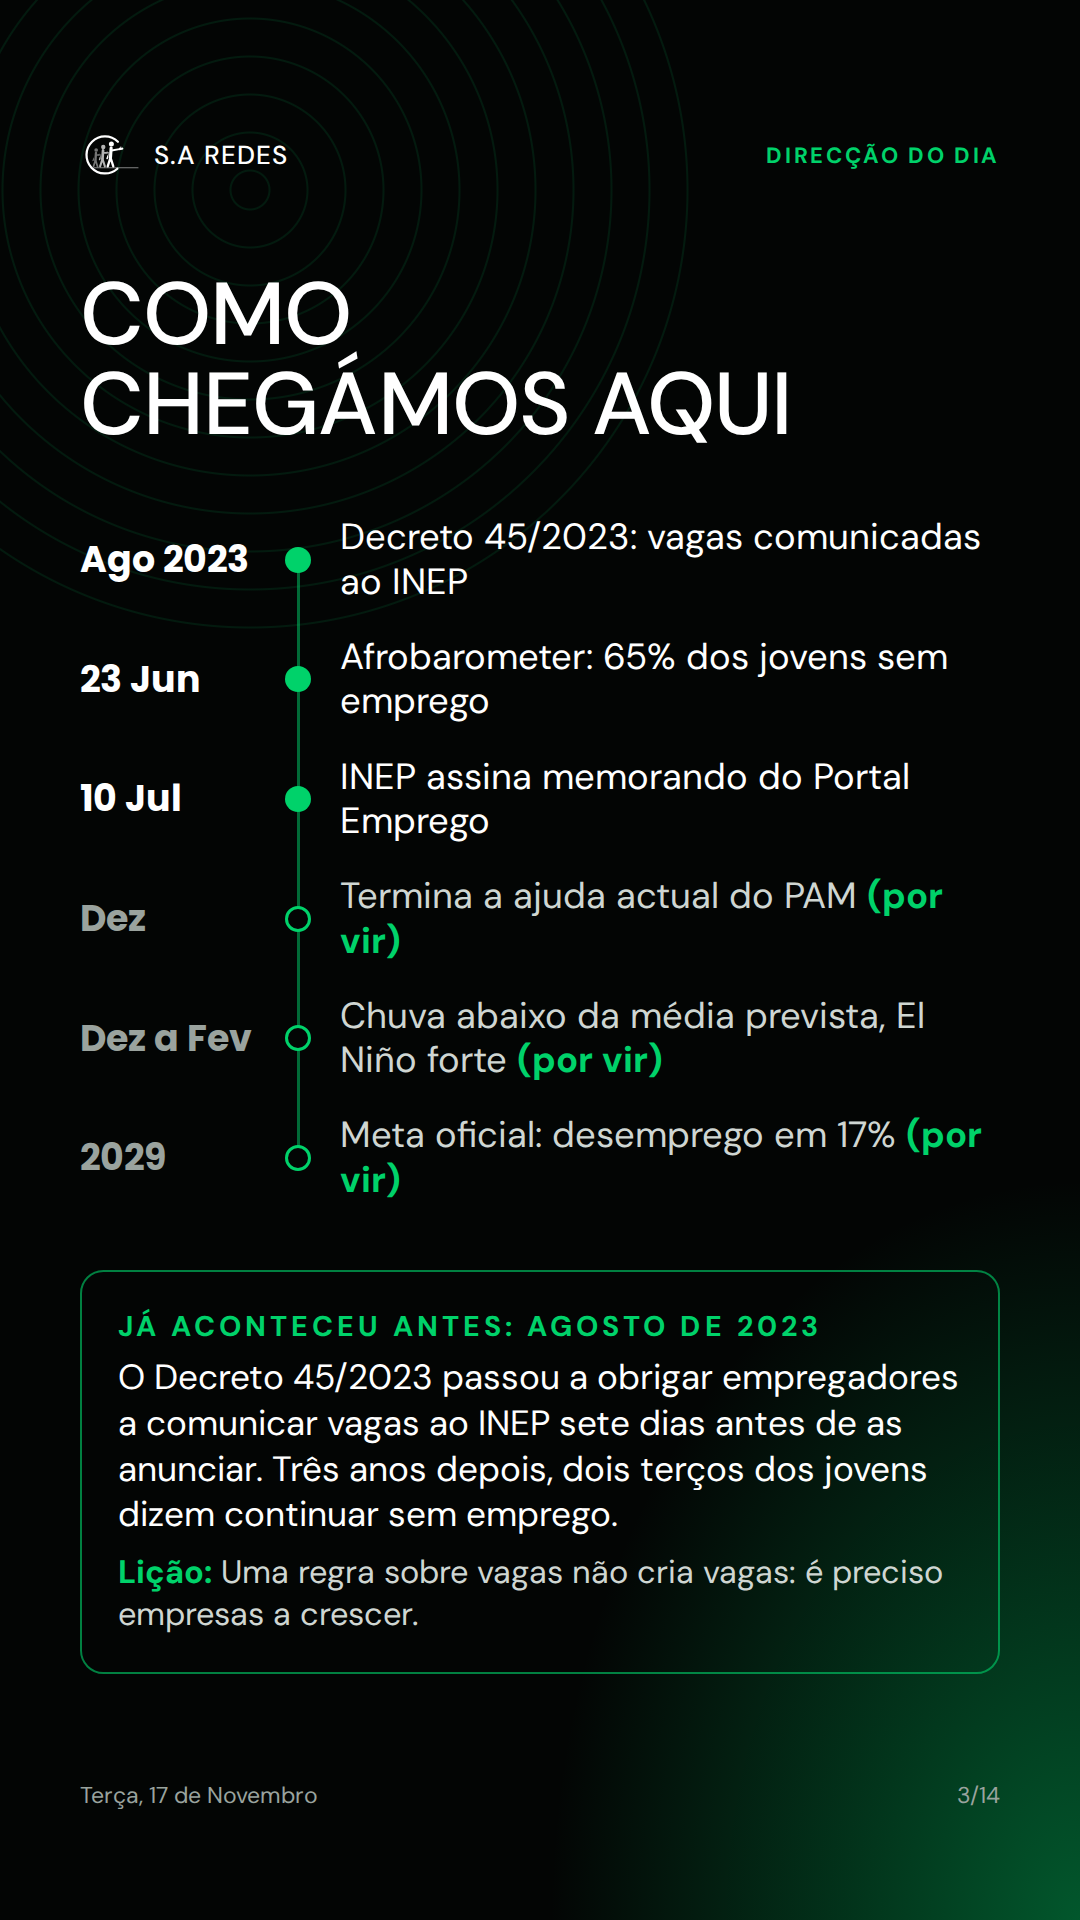 S.A REDES
DIRECÇÃO DO DIA
COMO
CHEGÁMOS AQUI
Ago 2023
Decreto 45/2023: vagas comunicadas
ao INEP
23 Jun
Afrobarometer: 65% dos jovens sem
emprego
10 Jul
INEP assina memorando do Portal
Emprego
Dez
Termina a ajuda actual do PAM (por
vir)
Dez a Fev
Chuva abaixo da média prevista, El
Niño forte (por vir)
2029
Meta oficial: desemprego em 17% (por
vir)
JÁ ACONTECEU ANTES: AGOSTO DE 2023
O Decreto 45/2023 passou a obrigar empregadores
a comunicar vagas ao INEP sete dias antes de as
anunciar. Três anos depois, dois terços dos jovens
dizem continuar sem emprego.
Lição: Uma regra sobre vagas não cria vagas: é preciso
empresas a crescer.
Terça, 17 de Novembro
3/14